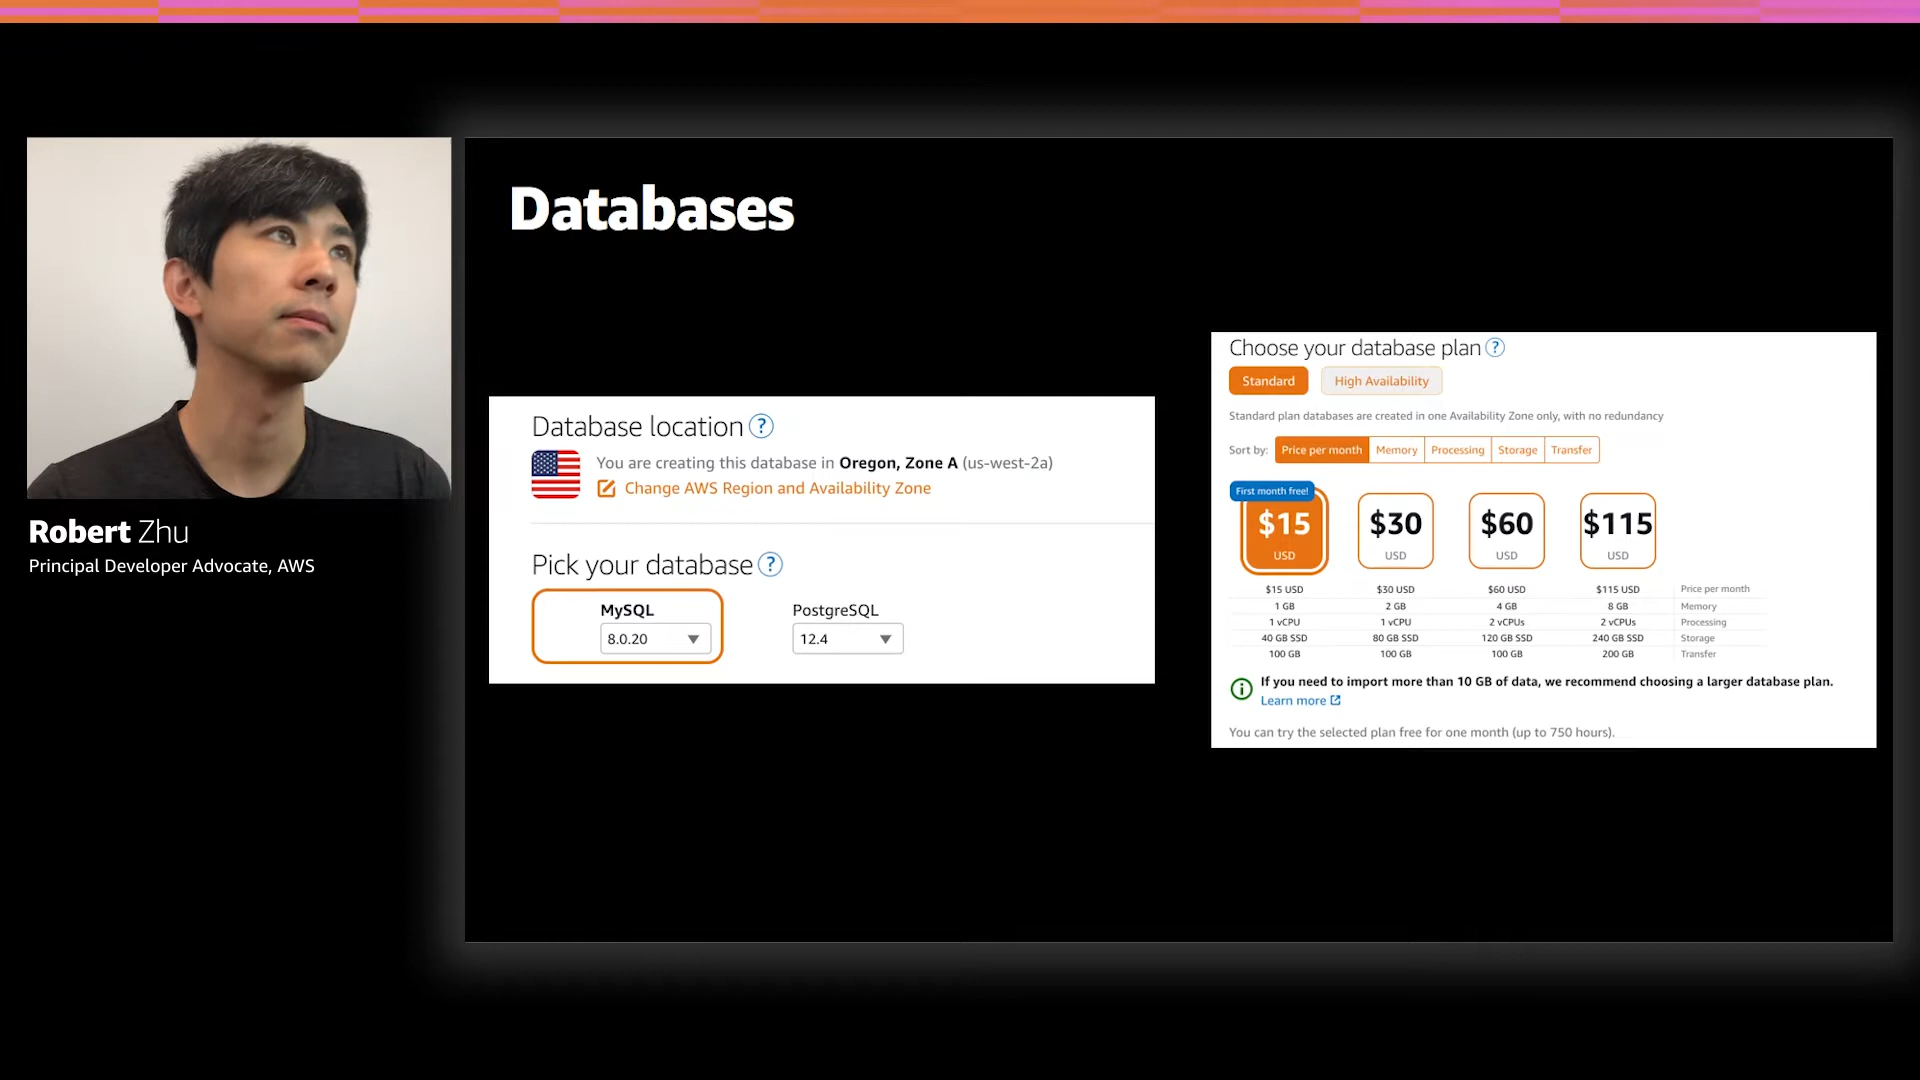 Databases
Robert Zhu
Principal Developer Advocate, AWS
Database location ?
You are creating this database in Oregon, Zone A (us-west-2a)
Change AWS Region and Availability Zone
Pick your database ?
MySQL PostgreSQL
8.0.20 12.4
Choose your database plan ?
Standard High Availability
Standard plan databases are created in one Availability Zone only, with no redundancy
Sort by: Price per month Memory Processing Storage Transfer
First month free!
$15 $30 $60 $115
USD USD USD USD
$15 USD $30 USD $60 USD $115 USD Price per month
1 GB 2 GB 4 GB 8 GB Memory
1 vCPU 1 vCPU 2 vCPUs 2 vCPUs Processing
40 GB SSD 80 GB SSD 120 GB SSD 240 GB SSD Storage
100 GB 100 GB 100 GB 200 GB Transfer
If you need to import more than 10 GB of data, we recommend choosing a larger database plan.
Learn more
You can try the selected plan free for one month (up to 750 hours).